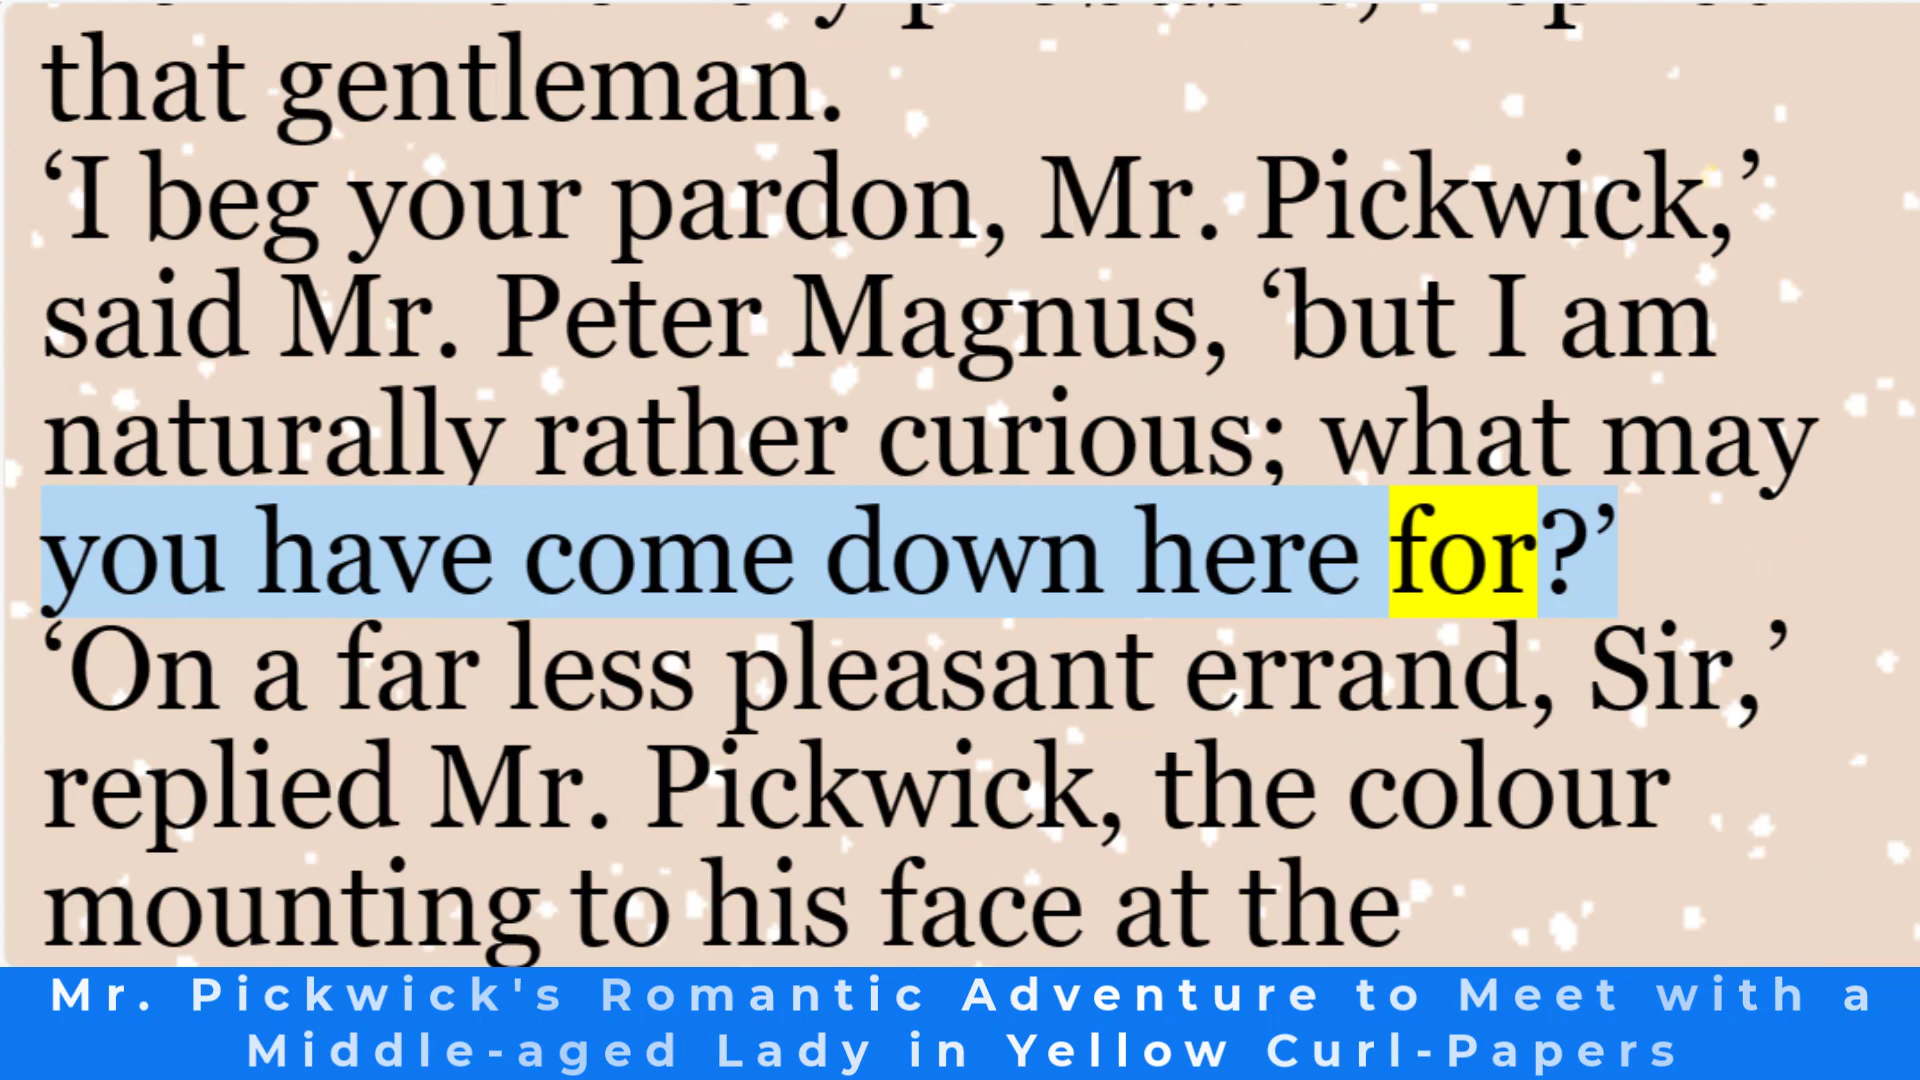 that gentleman.
‘I beg your pardon, Mr. Pickwick,’
said Mr. Peter Magnus, ‘but I am
naturally rather curious; what may
you have come down here for?’
‘On a far less pleasant errand, Sir,’
replied Mr. Pickwick, the colour
mounting to his face at the
Mr. Pickwick's Romantic Adventure to Meet with a
Middle-aged Lady in Yellow Curl-Papers